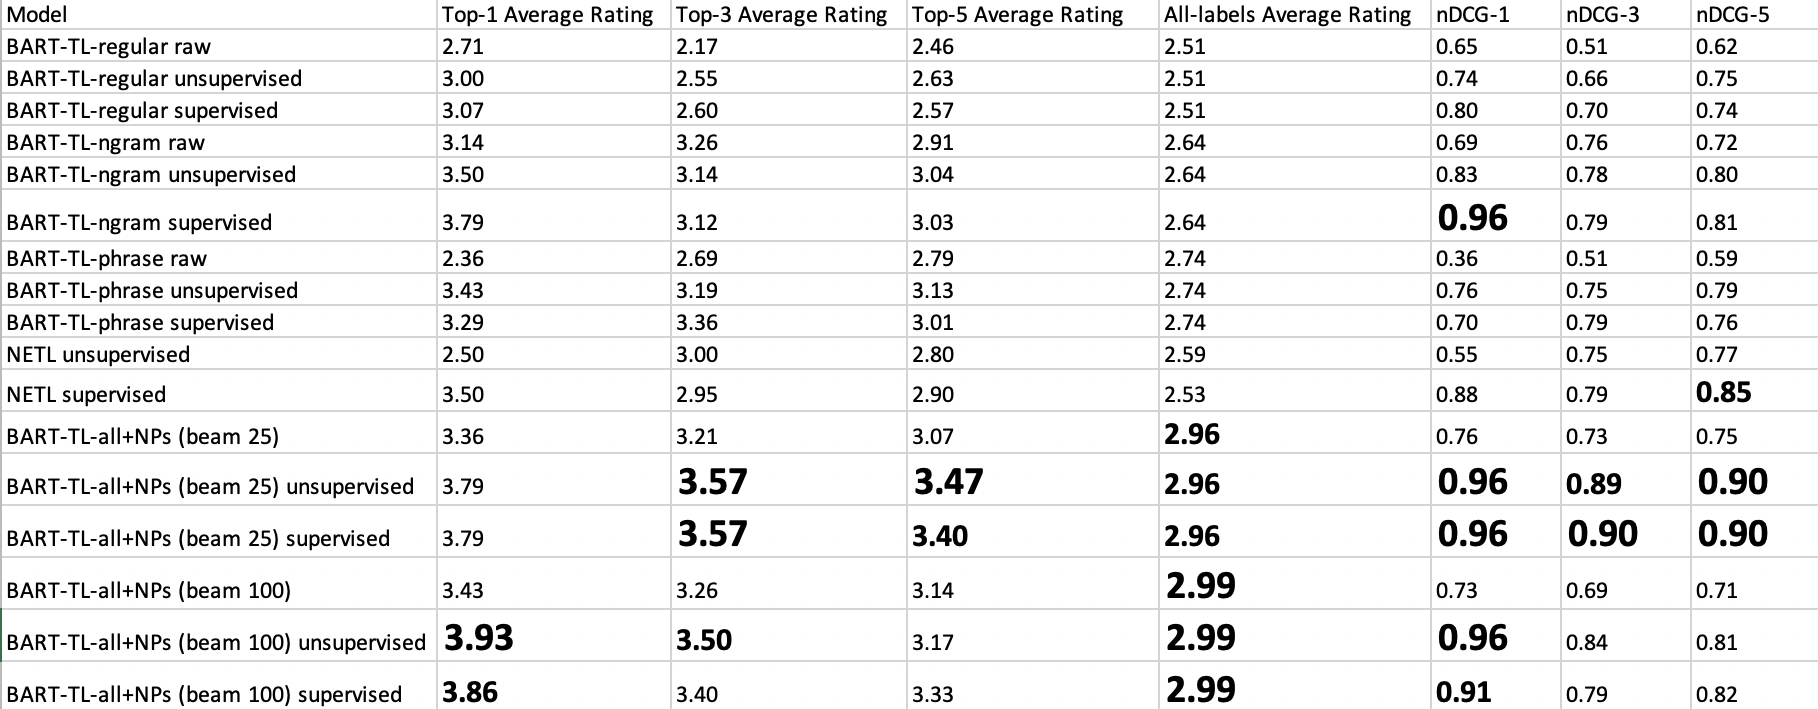 Model Top-1 Average Rating Top-3 Average Rating Top-5 Average Rating All-labels Average Rating nDCG-1 nDCG-3 nDCG-5
BART-TL-regular raw 2.71 2.17 2.46 2.51 0.65 0.51 0.62
BART-TL-regular unsupervised 3.00 2.55 2.63 2.51 0.74 0.66 0.75
BART-TL-regular supervised 3.07 2.60 2.57 2.51 0.80 0.70 0.74
BART-TL-ngram raw 3.14 3.26 2.91 2.64 0.69 0.76 0.72
BART-TL-ngram unsupervised 3.50 3.14 3.04 2.64 0.83 0.78 0.80
BART-TL-ngram supervised 3.79 3.12 3.03 2.64 0.96 0.79 0.81
BART-TL-phrase raw 2.36 2.69 2.79 2.74 0.36 0.51 0.59
BART-TL-phrase unsupervised 3.43 3.19 3.13 2.74 0.76 0.75 0.79
BART-TL-phrase supervised 3.29 3.36 3.01 2.74 0.70 0.79 0.76
NETL unsupervised 2.50 3.00 2.80 2.59 0.55 0.75 0.77
NETL supervised 3.50 2.95 2.90 2.53 0.88 0.79 0.85
BART-TL-all+NPs (beam 25) 3.36 3.21 3.07 2.96 0.76 0.73 0.75
BART-TL-all+NPs (beam 25) unsupervised 3.79 3.57 3.47 2.96 0.96 0.89 0.90
BART-TL-all+NPs (beam 25) supervised 3.79 3.57 3.40 2.96 0.96 0.90 0.90
BART-TL-all+NPs (beam 100) 3.43 3.26 3.14 2.99 0.73 0.69 0.71
BART-TL-all+NPs (beam 100) unsupervised 3.93 3.50 3.17 2.99 0.96 0.84 0.81
BART-TL-all+NPs (beam 100) supervised 3.86 3.40 3.33 2.99 0.91 0.79 0.82